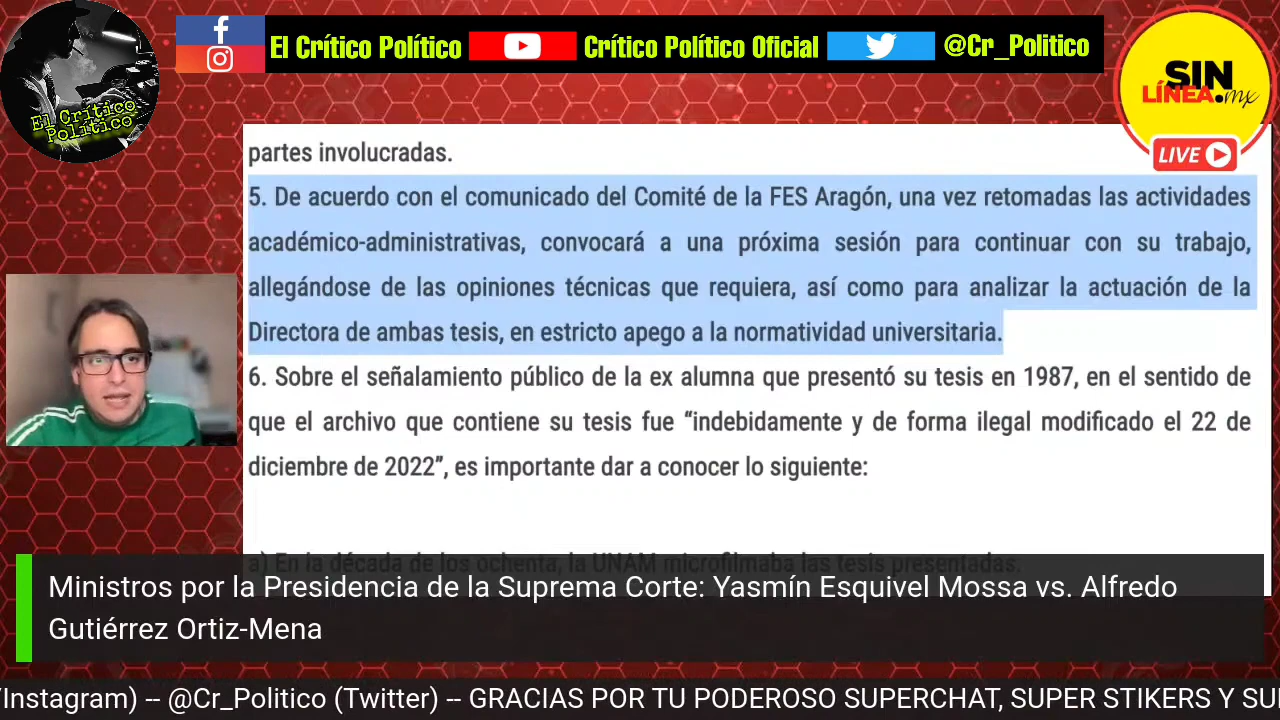 El Crítico Político
Crítico Político Oficial
@Cr_Politico
El Crítico
Político
SIN
LÍNEA.mx
LIVE
partes involucradas.
5. De acuerdo con el comunicado del Comité de la FES Aragón, una vez retomadas las actividades
académico-administrativas, convocará a una próxima sesión para continuar con su trabajo,
allegándose de las opiniones técnicas que requiera, así como para analizar la actuación de la
Directora de ambas tesis, en estricto apego a la normatividad universitaria.
6. Sobre el señalamiento público de la ex alumna que presentó su tesis en 1987, en el sentido de
que el archivo que contiene su tesis fue “indebidamente y de forma ilegal modificado el 22 de
diciembre de 2022”, es importante dar a conocer lo siguiente:
a) En la década de los ochenta, la UNAM microfilmaba las tesis presentadas.
Ministros por la Presidencia de la Suprema Corte: Yasmín Esquivel Mossa vs. Alfredo
Gutiérrez Ortiz-Mena
/Instagram) -- @Cr_Politico (Twitter) -- GRACIAS POR TU PODEROSO SUPERCHAT, SUPER STIKERS Y SU